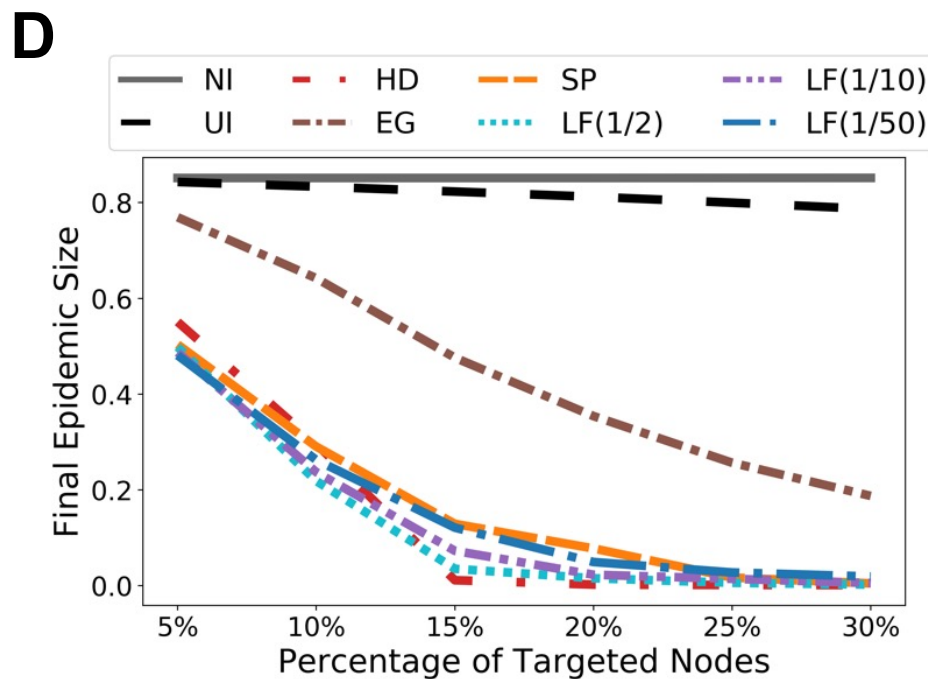 D
NI HD SP LF(1/10)
UI EG LF(1/2) LF(1/50)
Final Epidemic Size
0.8
0.6
0.4
0.2
0.0
5% 10% 15% 20% 25% 30%
Percentage of Targeted Nodes